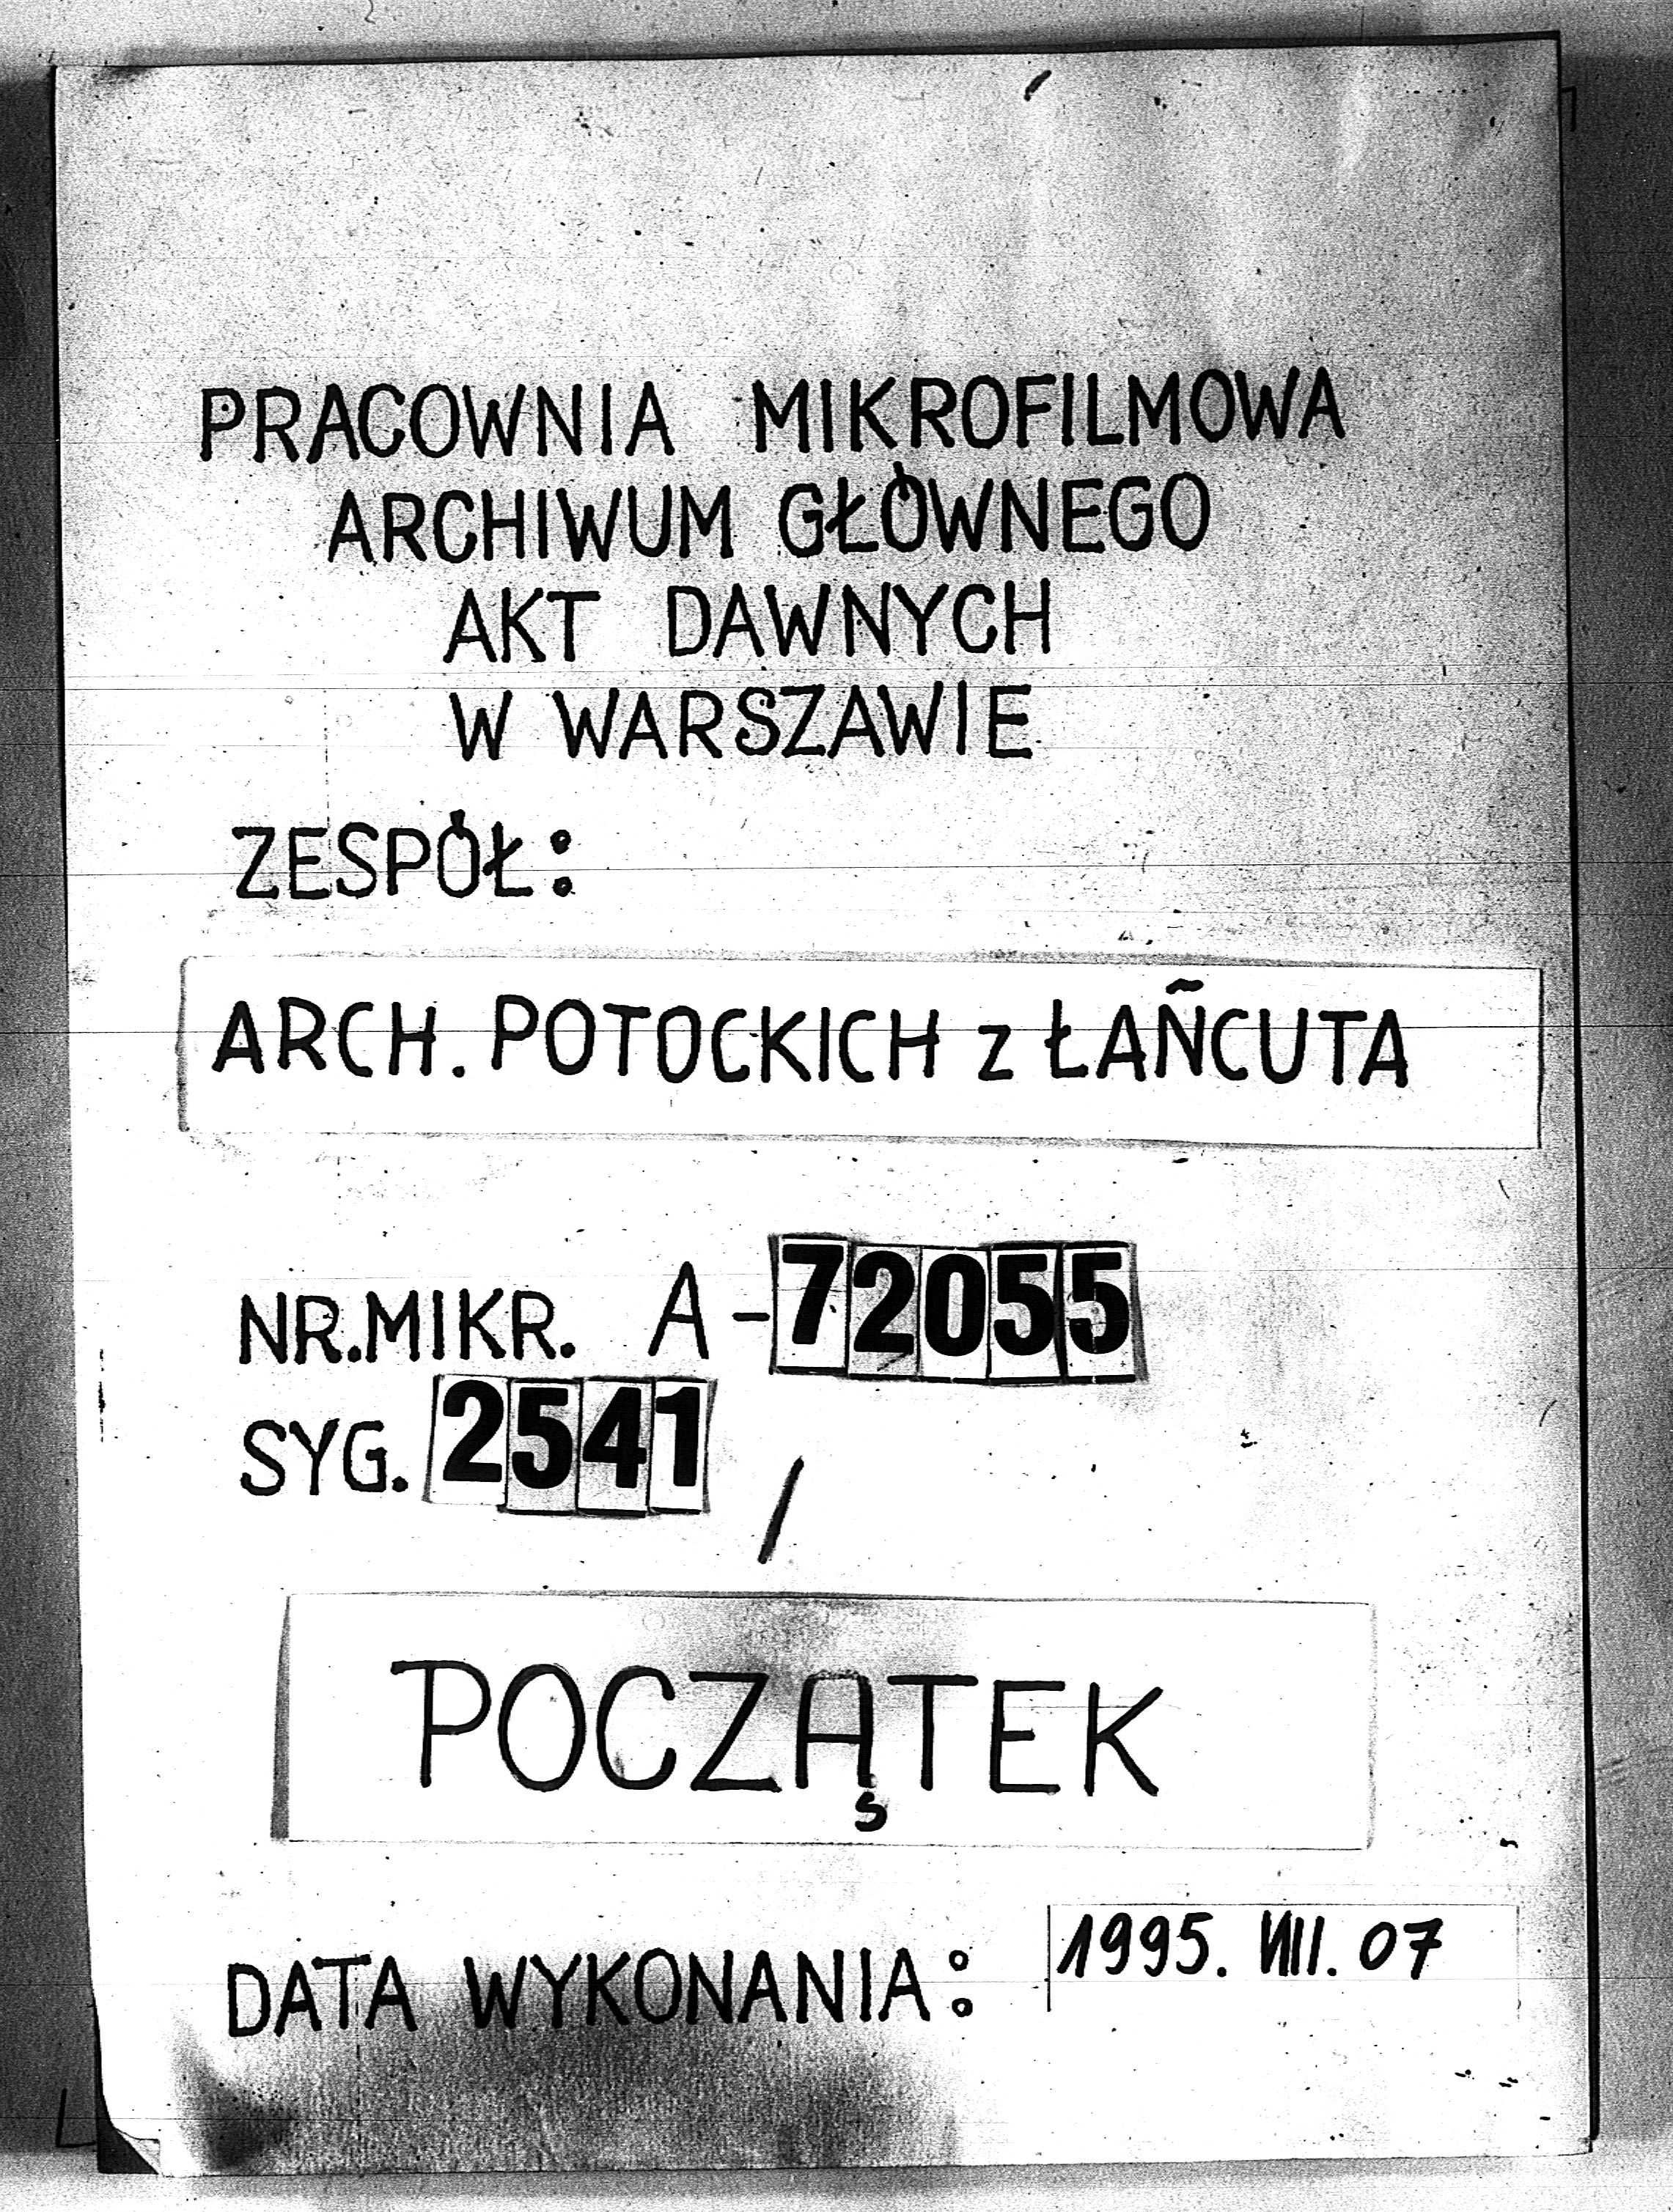 PRACOWNIA MIKROFILMOWA
ARCHIWUM GŁÓWNEGO
AKT DAWNYCH
W WARSZAWIE
ZESPÓŁ:
ARCH. POTOCKICH z ŁAŃCUTA
NR.MIKR. A-72055
SYG. 2541 /
POCZĄTEK
DATA WYKONANIA: 1995. VIII. 07